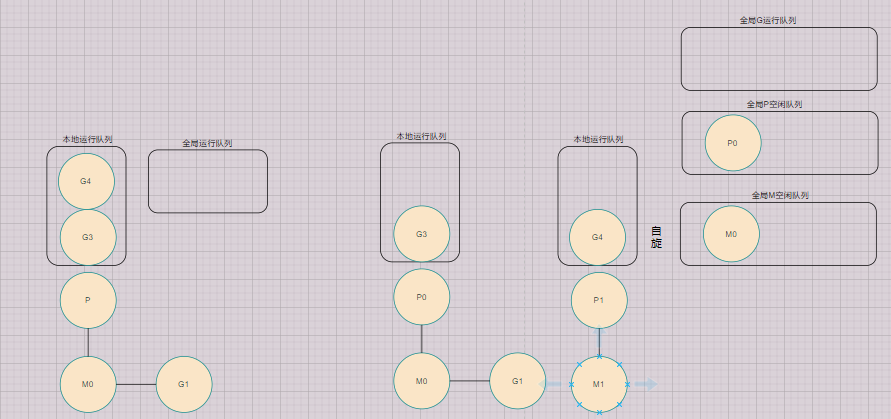 全局G运行队列
全局P空闲队列
P0
本地运行队列
全局运行队列
本地运行队列
本地运行队列
G4
G3
G3
G4
自
旋
全局M空闲队列
M0
P
P0
P1
M0
G1
M0
G1
M1